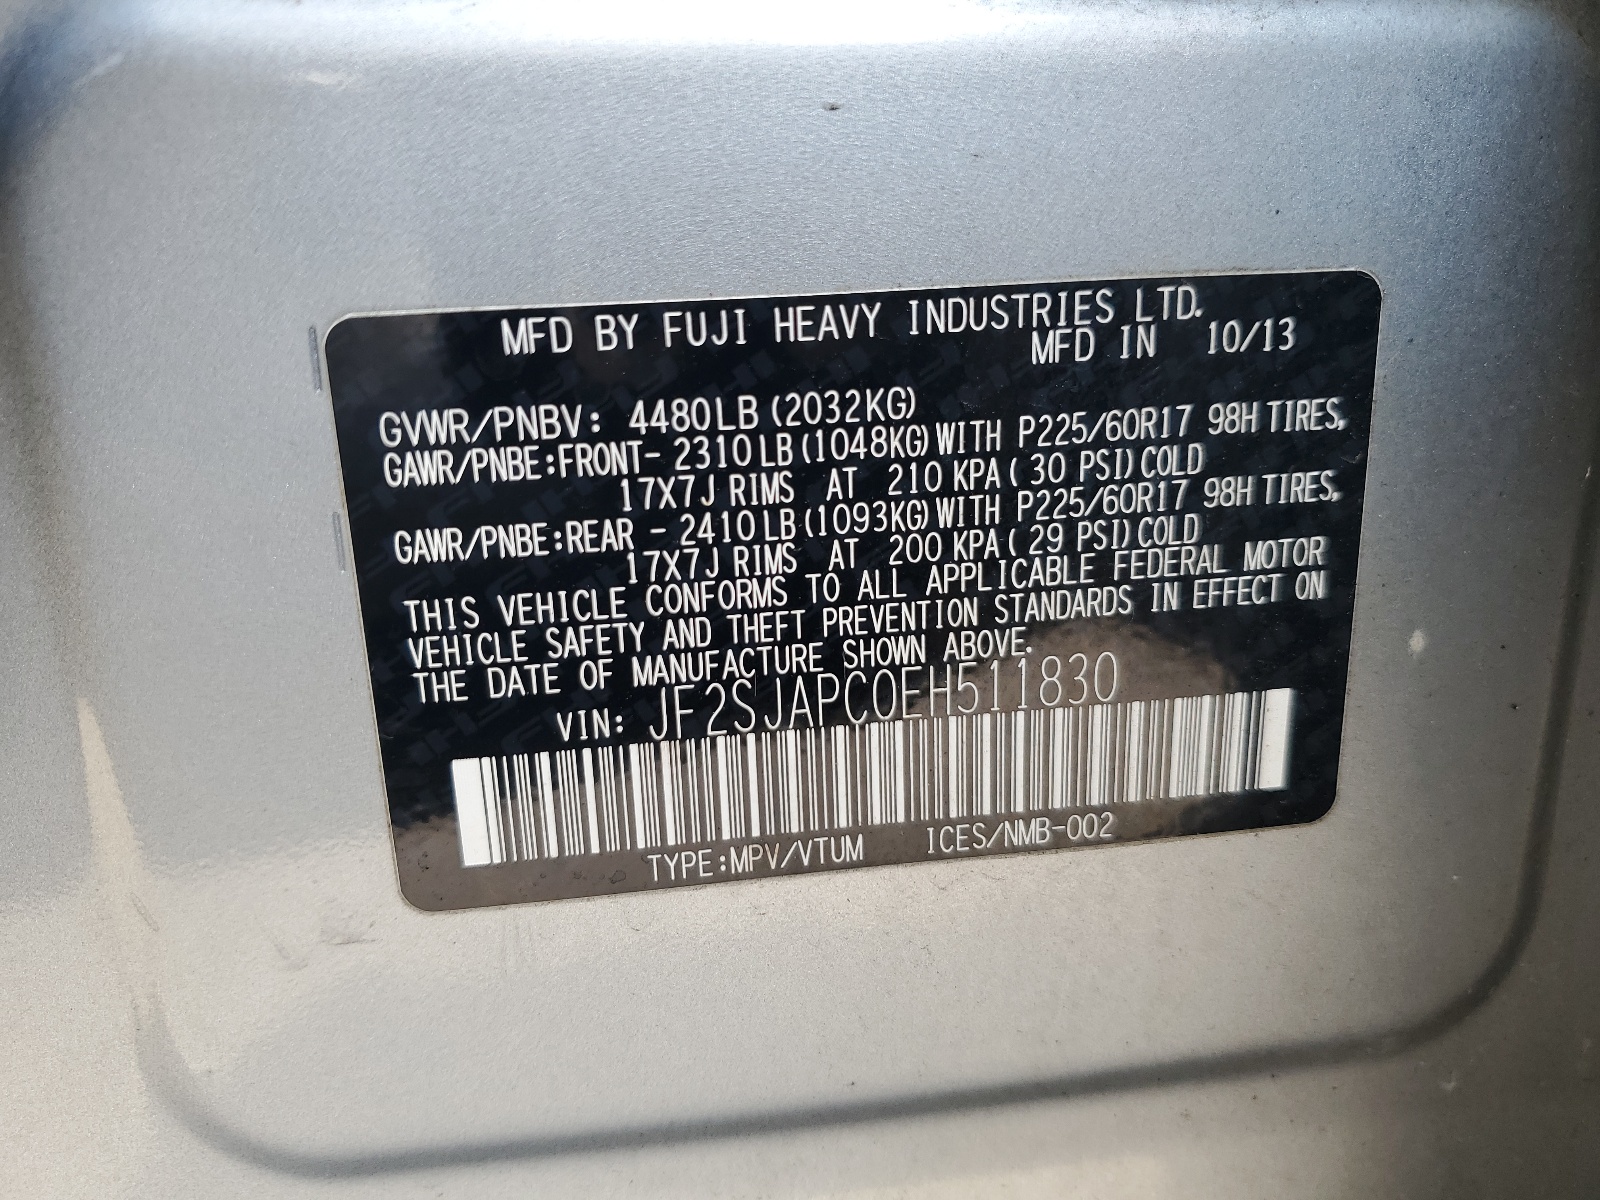 MFD BY FUJI HEAVY INDUSTRIES LTD.
MFD IN 10/13
GVWR/PNBV: 4480LB (2032KG)
GAWR/PNBE:FRONT- 2310LB (1048KG) WITH P225/60R17 98H TIRES,
17X7J RIMS AT 210 KPA ( 30 PSI) COLD
GAWR/PNBE:REAR - 2410LB (1093KG) WITH P225/60R17 98H TIRES,
17X7J RIMS AT 200 KPA ( 29 PSI) COLD
THIS VEHICLE CONFORMS TO ALL APPLICABLE FEDERAL MOTOR
VEHICLE SAFETY AND THEFT PREVENTION STANDARDS IN EFFECT ON
THE DATE OF MANUFACTURE SHOWN ABOVE.
VIN: JF2SJAPC0EH511830
TYPE:MPV/VTUM ICES/NMB-002